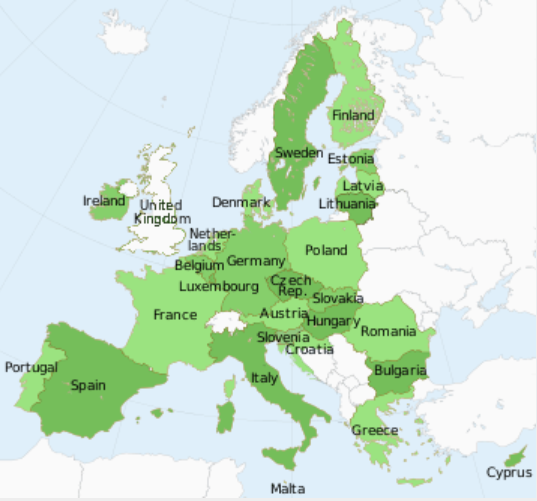 Finland
Sweden
Estonia
Latvia
Lithuania
Denmark
Ireland
United
Kingdom
Nether-
lands
Poland
Belgium
Germany
Luxembourg
Czech
Rep.
Slovakia
France
Austria
Hungary
Romania
Slovenia
Croatia
Portugal
Spain
Italy
Bulgaria
Greece
Cyprus
Malta